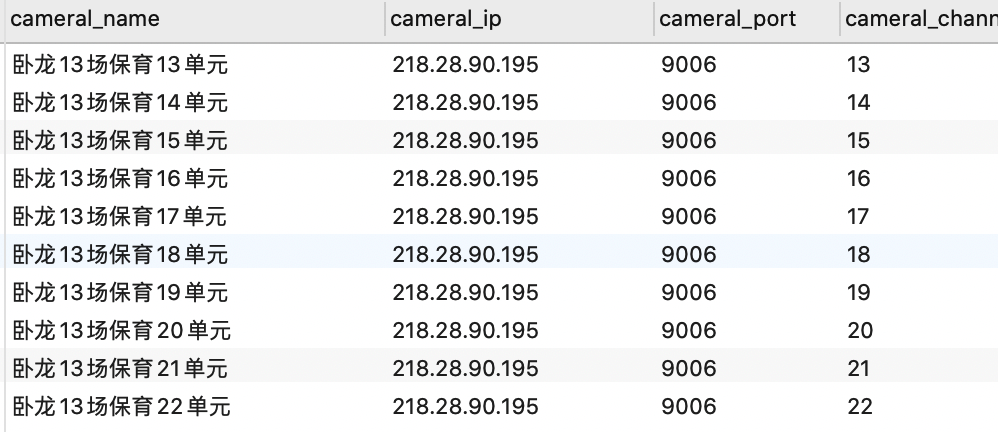 cameral_name cameral_ip cameral_port cameral_chann
卧龙13场保育13单元 218.28.90.195 9006 13
卧龙13场保育14单元 218.28.90.195 9006 14
卧龙13场保育15单元 218.28.90.195 9006 15
卧龙13场保育16单元 218.28.90.195 9006 16
卧龙13场保育17单元 218.28.90.195 9006 17
卧龙13场保育18单元 218.28.90.195 9006 18
卧龙13场保育19单元 218.28.90.195 9006 19
卧龙13场保育20单元 218.28.90.195 9006 20
卧龙13场保育21单元 218.28.90.195 9006 21
卧龙13场保育22单元 218.28.90.195 9006 22